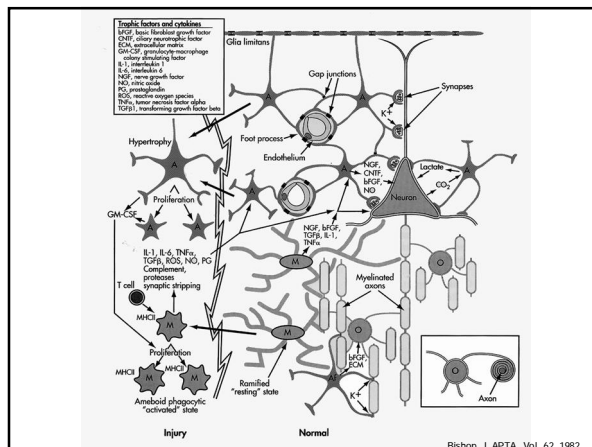 Trophic factors and cytokines
bFGF, basic fibroblast growth factor
CNTF, ciliary neurotrophic factor
ECM, extracellular matrix
GM-CSF, granulocyte-macrophage
colony stimulating factor
IL-1, interleukin 1
IL-6, interleukin 6
NGF, nerve growth factor
NO, nitric oxide
PG, prostaglandin
ROS, reactive oxygen species
TNFα, tumor necrosis factor alpha
TGFβ1, transforming growth factor beta
Glia limitans
Gap junctions
Synapses
A
A
K+
Foot process
Endothelium
Hypertrophy
A
Proliferation
GM-CSF
A
A
A
A
NGF,
CNTF,
bFGF,
NO
Lactate
A
CO2
Neuron
NGF, bFGF,
TGFβ, IL-1,
TNFα
M
IL-1, IL-6, TNFα,
TGFβ, ROS, NO, PG
Complement,
proteases
synaptic stripping
T cell
MHCII
M
Proliferation
MHCII
MHCII
M
M
Ameboid phagocytic
"activated" state
M
Ramified
"resting" state
Myelinated
axons
O
O
bFGF,
ECM
A
K+
O
Axon
Injury
Normal
Bishop J APTA Vol 62 1982